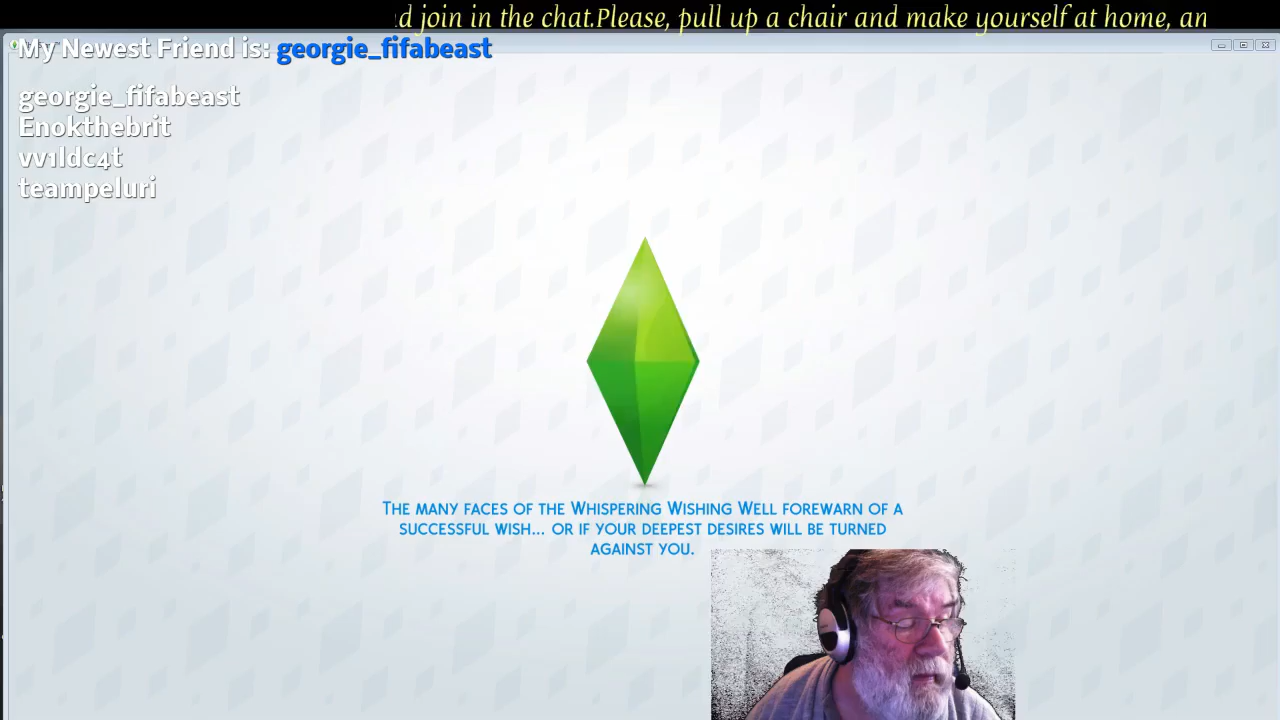 d join in the chat.Please, pull up a chair and make yourself at home, an
My Newest Friend is: georgie_fifabeast
georgie_fifabeast
Enokthebrit
vv1ldc4t
teampeluri
The many faces of the Whispering Wishing Well forewarn of a
successful wish... or if your deepest desires will be turned
against you.